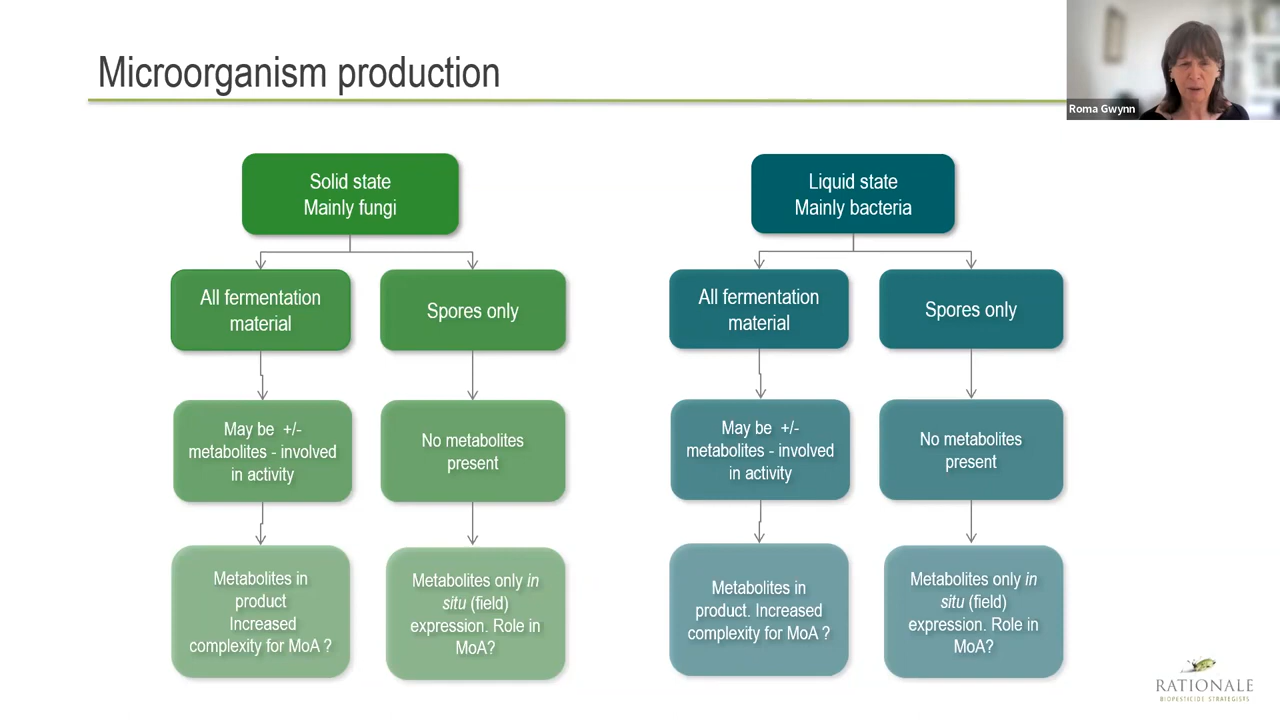 Microorganism production
Roma Gwynn
Solid state
Mainly fungi
All fermentation
material
Spores only
May be +/-
metabolites - involved
in activity
No metabolites
present
Metabolites in
product
Increased
complexity for MoA ?
Metabolites only in
situ (field)
expression. Role in
MoA?
Liquid state
Mainly bacteria
All fermentation
material
Spores only
May be +/-
metabolites - involved
in activity
No metabolites
present
Metabolites in
product. Increased
complexity for MoA ?
Metabolites only in
situ (field)
expression. Role in
MoA?
RATIONALE
BIOPESTICIDE STRATEGISTS